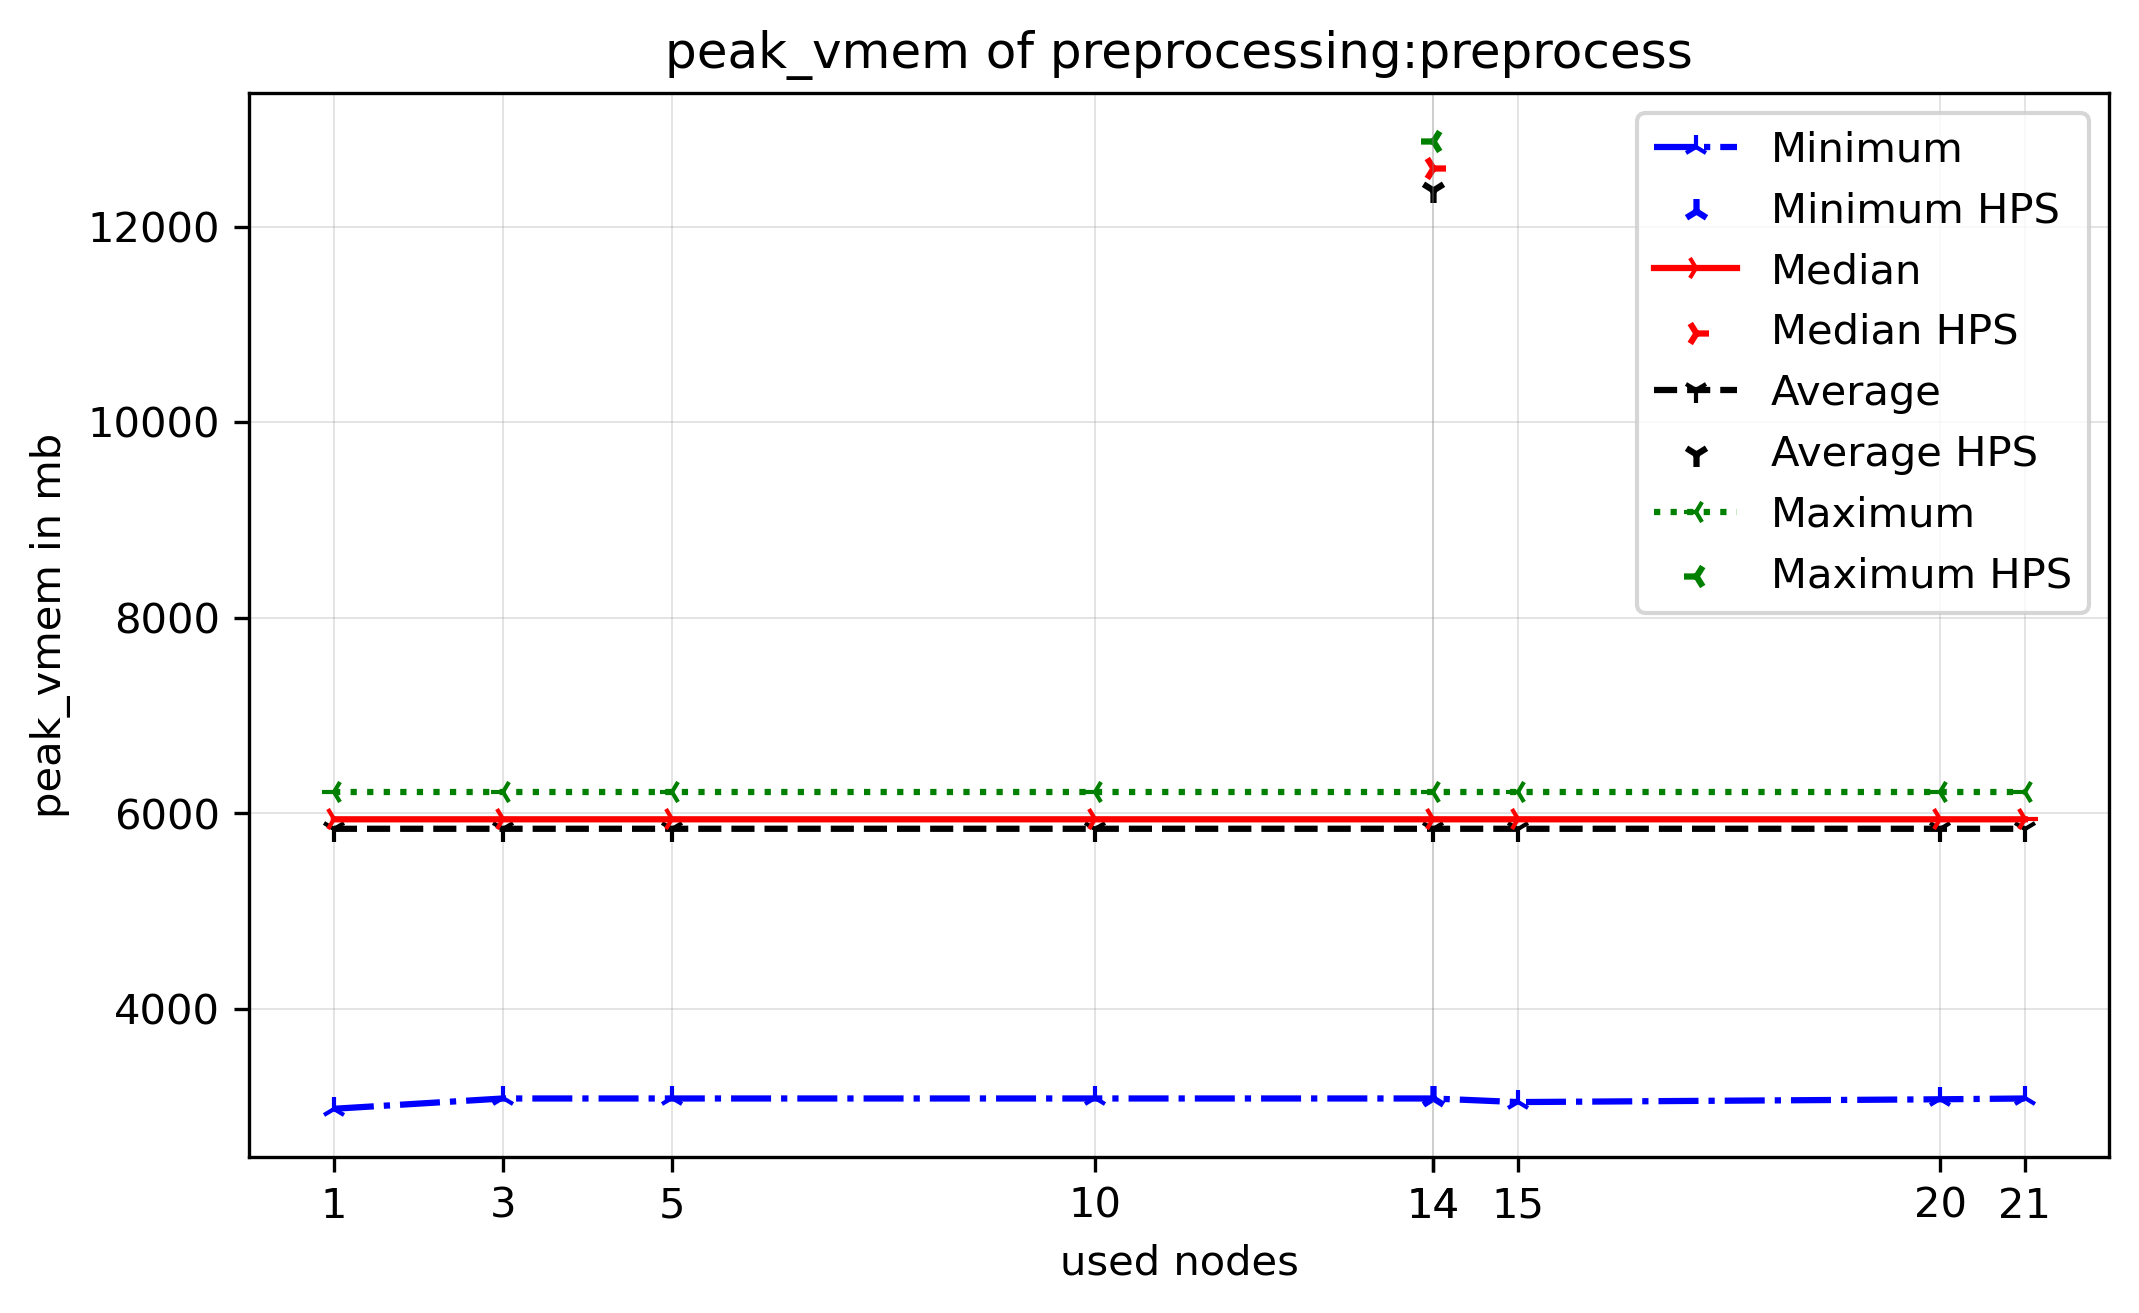 peak_vmem of preprocessing:preprocess
Minimum
Minimum HPS
Median
Median HPS
Average
Average HPS
Maximum
Maximum HPS
peak_vmem in mb
12000
10000
8000
6000
4000
1 3 5 10 14 15 20 21
used nodes